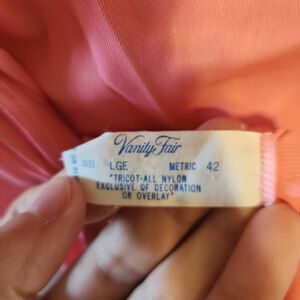 Vanity Fair
SIZE LGE METRIC 42
"TRICOT-ALL NYLON
EXCLUSIVE OF DECORATION
OR OVERLAY"